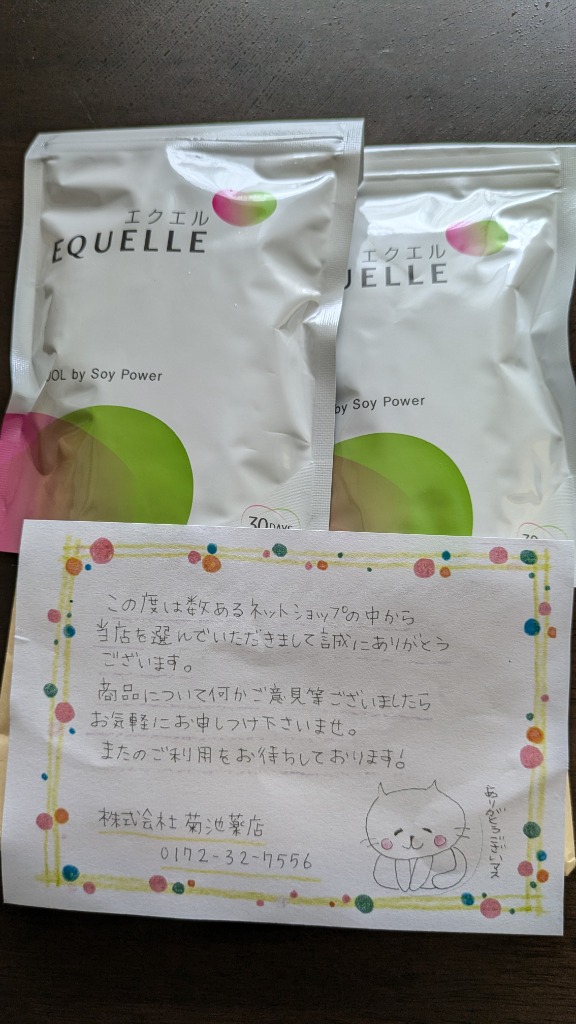 エクエル
EQUELLE
OL by Soy Power
30DAYS
エクエル
UELLE
by Soy Power
30
この度は数あるネットショップの中から
当店を選んでいただきまして誠にありがとう
ございます。
商品について何かご意見等ございましたら
お気軽にお申しつけ下さいませ。
またのご利用をお待ちしております!
株式会社 菊池薬店
0172-32-7556
ありがとうございマス